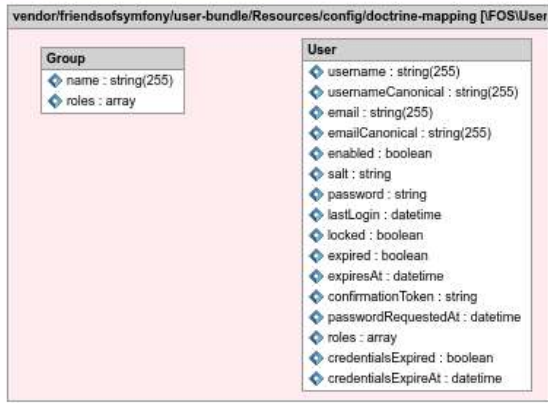 vendor/friendsofsymfony/user-bundle/Resources/config/doctrine-mapping [\FOS\User
Group
name : string(255)
roles : array
User
username : string(255)
usernameCanonical : string(255)
email : string(255)
emailCanonical : string(255)
enabled : boolean
salt : string
password : string
lastLogin : datetime
locked : boolean
expired : boolean
expiresAt : datetime
confirmationToken : string
passwordRequestedAt : datetime
roles : array
credentialsExpired : boolean
credentialsExpireAt : datetime